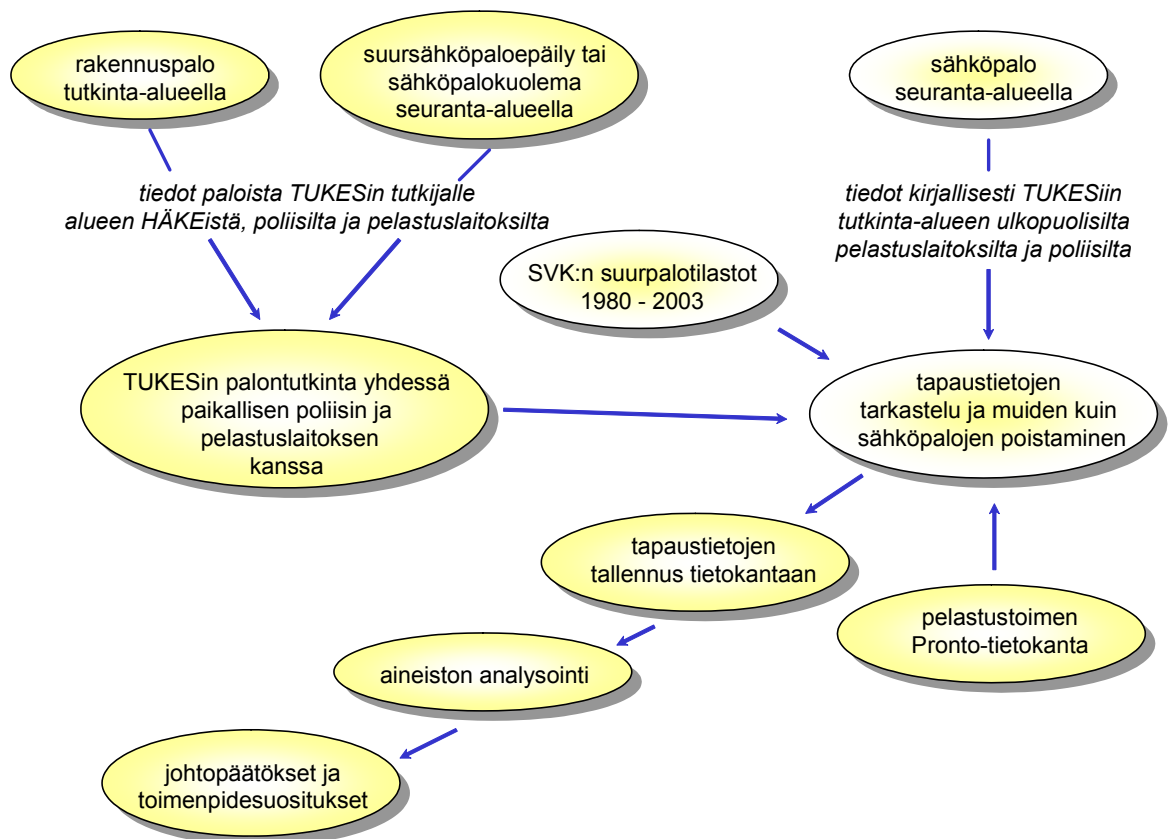 rakennuspalo
tutkinta-alueella
suursähköpaloepäily tai
sähköpalokuolema
seuranta-alueella
sähköpalo
seuranta-alueella
tiedot paloista TUKESin tutkijalle
alueen HÄKEistä, poliisilta ja pelastuslaitoksilta
tiedot kirjallisesti TUKESiin
tutkinta-alueen ulkopuolisilta
pelastuslaitoksilta ja poliisilta
SVK:n suurpalotilastot
1980 - 2003
TUKESin palontutkinta yhdessä
paikallisen poliisin ja
pelastuslaitoksen
kanssa
tapaustietojen
tarkastelu ja muiden kuin
sähköpalojen poistaminen
tapaustietojen
tallennus tietokantaan
pelastustoimen
Pronto-tietokanta
aineiston analysointi
johtopäätökset ja
toimenpidesuositukset